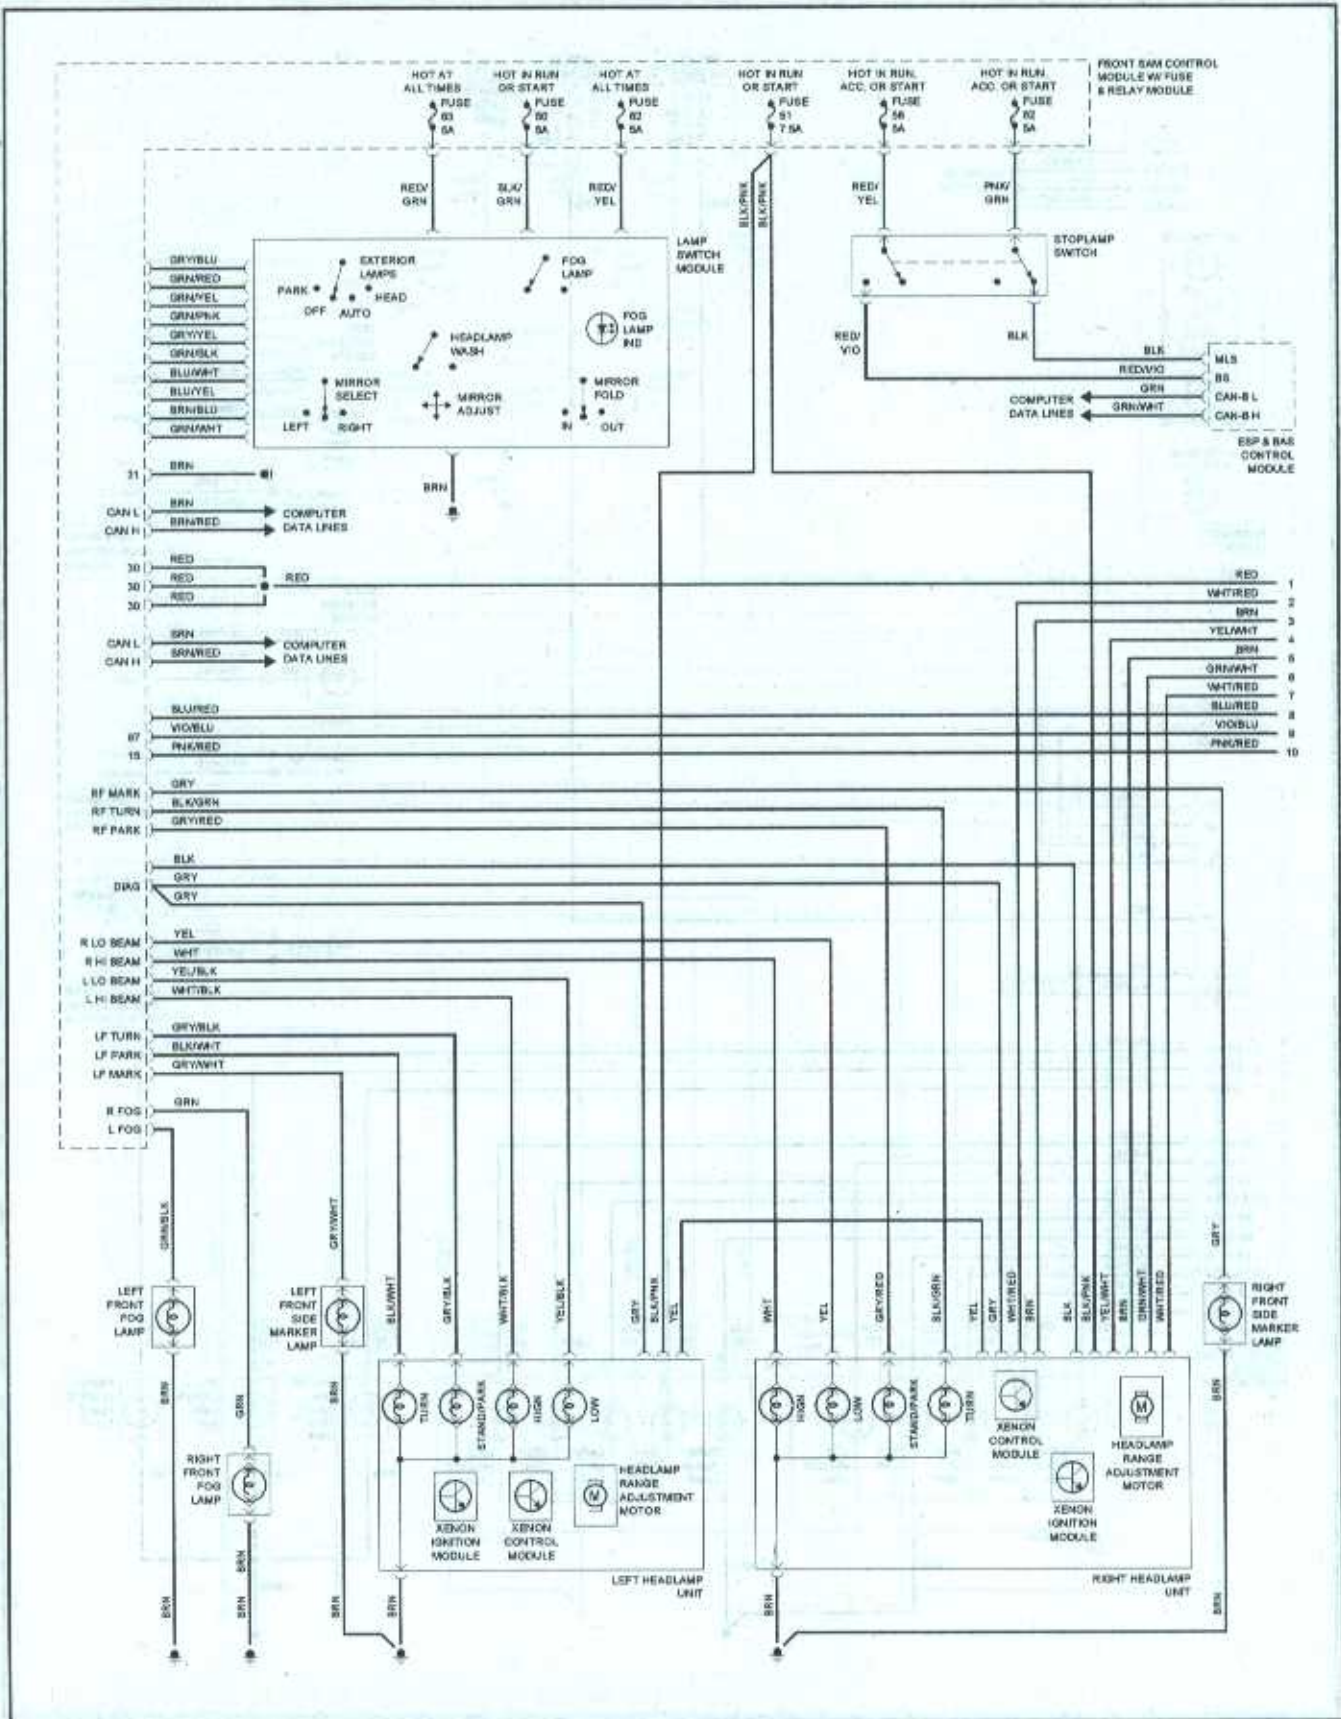 FRONT SAM CONTROL
MODULE W/ FUSE
& RELAY MODULE
HOT AT
ALL TIMES
FUSE
63
5A
HOT IN RUN
OR START
FUSE
60
5A
HOT AT
ALL TIMES
FUSE
62
5A
HOT IN RUN
OR START
FUSE
51
7.5A
HOT IN RUN,
ACC. OR START
FUSE
56
5A
HOT IN RUN,
ACC. OR START
FUSE
62
5A
RED/
GRN
BLK/
GRN
RED/
YEL
BLK/PNK
BLK/PNK
RED/
YEL
PNK/
GRN
LAMP
SWITCH
MODULE
STOPLAMP
SWITCH
GRY/BLU
GRN/RED
GRN/YEL
GRN/PNK
GRY/YEL
GRN/BLK
BLU/WHT
BLU/YEL
BRN/BLU
GRN/WHT
EXTERIOR
LAMPS
PARK
OFF
AUTO
HEAD
FOG
LAMP
HEADLAMP
WASH
FOG
LAMP
IND
MIRROR
SELECT
LEFT
RIGHT
MIRROR
ADJUST
MIRROR
FOLD
IN
OUT
BRN
RED/
VIO
BLK
BLK
RED/VIO
GRN
GRN/WHT
MLS
BS
CAN-B L
CAN-B H
COMPUTER
DATA LINES
ESP & BAS
CONTROL
MODULE
31
BRN
CAN L
BRN
CAN H
BRN/RED
COMPUTER
DATA LINES
30
RED
30
RED
30
RED
RED
CAN L
BRN
CAN H
BRN/RED
COMPUTER
DATA LINES
BLU/RED
87
VIO/BLU
15
PNK/RED
RED 1
WHT/RED 2
BRN 3
YEL/WHT 4
BRN 5
GRN/WHT 6
WHT/RED 7
BLU/RED 8
VIO/BLU 9
PNK/RED 10
RF MARK
GRY
RF TURN
BLK/GRN
RF PARK
GRY/RED
BLK
DIAG
GRY
GRY
R LO BEAM
YEL
R HI BEAM
WHT
L LO BEAM
YEL/BLK
L HI BEAM
WHT/BLK
LF TURN
GRY/BLK
LF PARK
BLK/WHT
LF MARK
GRY/WHT
R FOG
GRN
L FOG
GRN/BLK
GRY/WHT
BLK/WHT
GRY/BLK
WHT/BLK
YEL/BLK
GRY
BLK/PNK
YEL
WHT
YEL
GRY/RED
BLK/GRN
YEL
GRY
WHT/RED
BRN
BLK
BLK/PNK
YEL/WHT
BRN
GRN/WHT
WHT/RED
GRY
LEFT
FRONT
FOG
LAMP
LEFT
FRONT
SIDE
MARKER
LAMP
RIGHT
FRONT
SIDE
MARKER
LAMP
BRN
GRN
BRN
BRN
RIGHT
FRONT
FOG
LAMP
TURN
STAND/PARK
HIGH
LOW
XENON
IGNITION
MODULE
XENON
CONTROL
MODULE
HEADLAMP
RANGE
ADJUSTMENT
MOTOR
M
LEFT HEADLAMP
UNIT
HIGH
LOW
STAND/PARK
TURN
XENON
CONTROL
MODULE
XENON
IGNITION
MODULE
M
HEADLAMP
RANGE
ADJUSTMENT
MOTOR
RIGHT HEADLAMP
UNIT
BRN
BRN
BRN
BRN
BRN
BRN
BRN